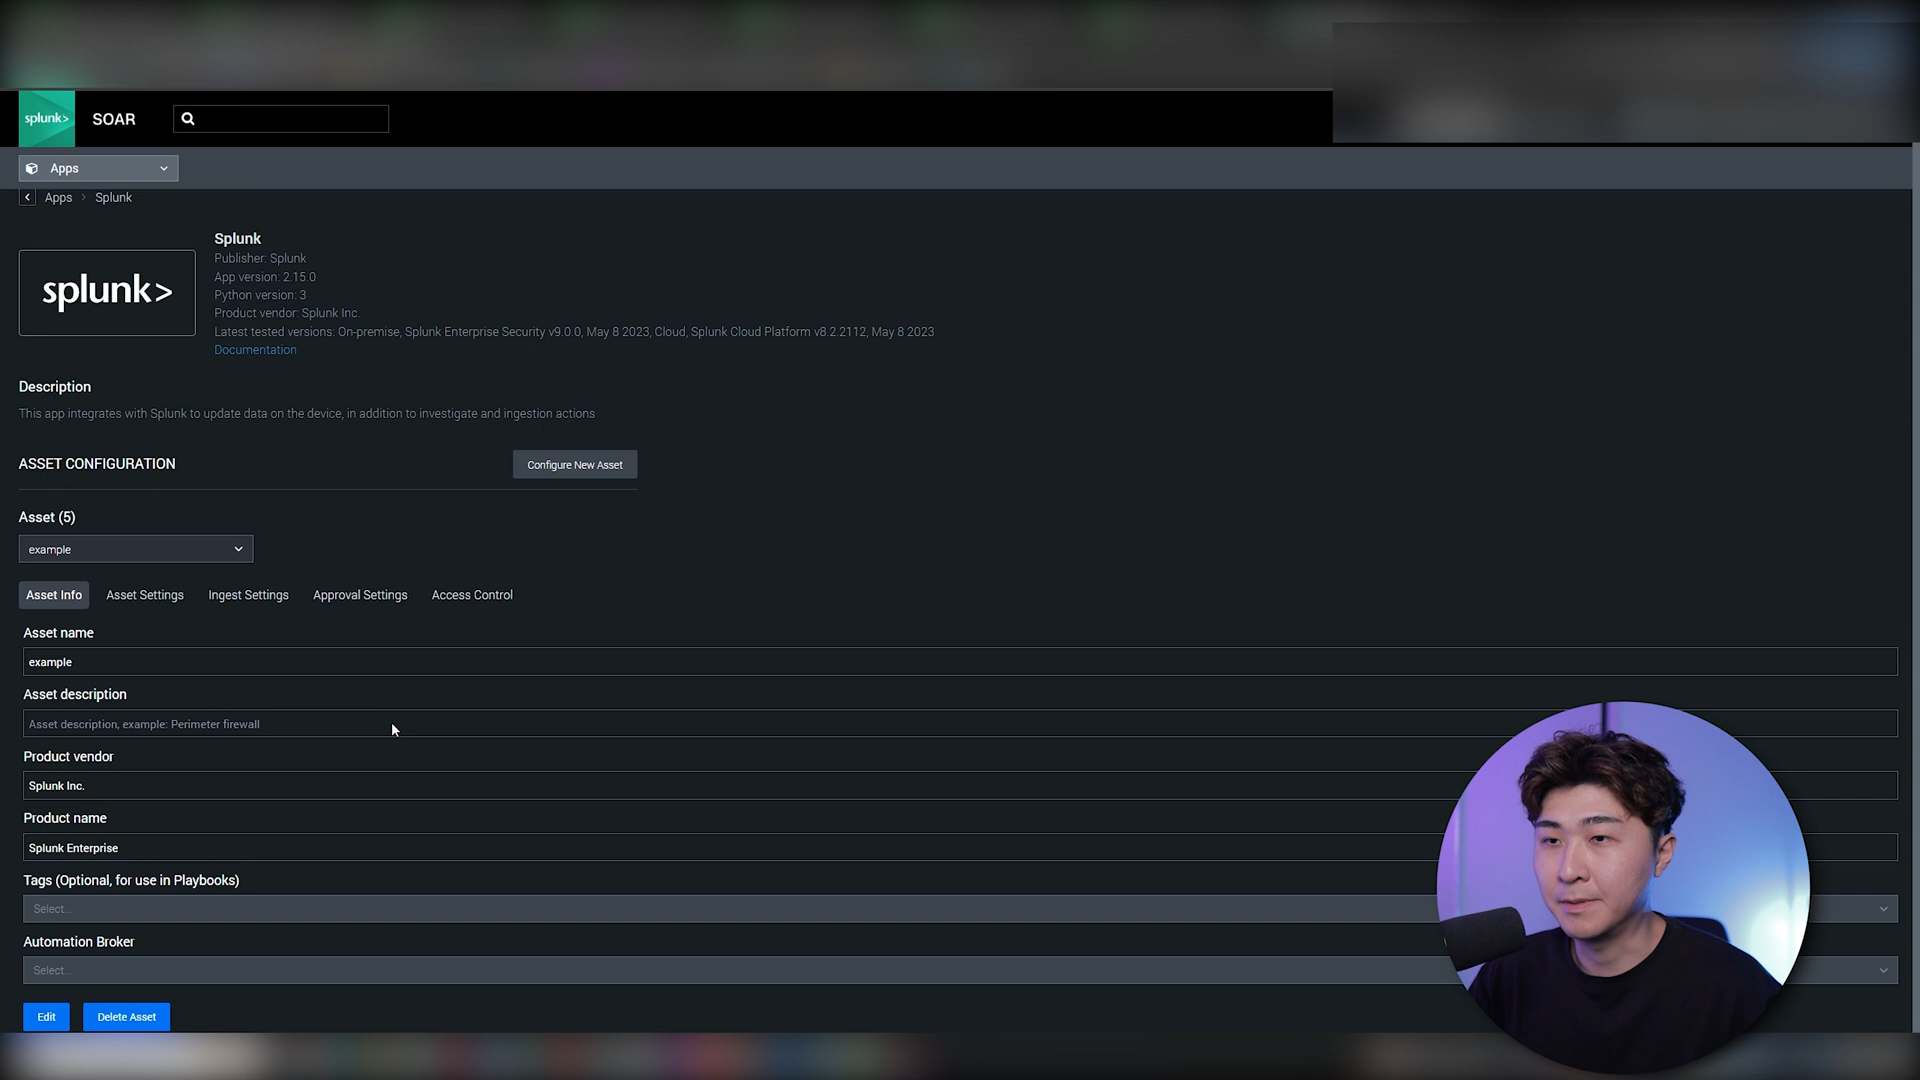 splunk>
SOAR
Apps
Apps > Splunk
splunk>
Splunk
Publisher: Splunk
App version: 2.15.0
Python version: 3
Product vendor: Splunk Inc.
Latest tested versions: On-premise, Splunk Enterprise Security v9.0.0, May 8 2023, Cloud, Splunk Cloud Platform v8.2.2112, May 8 2023
Documentation
Description
This app integrates with Splunk to update data on the device, in addition to investigate and ingestion actions
ASSET CONFIGURATION
Configure New Asset
Asset (5)
example
Asset Info
Asset Settings
Ingest Settings
Approval Settings
Access Control
Asset name
example
Asset description
Asset description, example: Perimeter firewall
Product vendor
Splunk Inc.
Product name
Splunk Enterprise
Tags (Optional, for use in Playbooks)
Select...
Automation Broker
Select...
Edit
Delete Asset